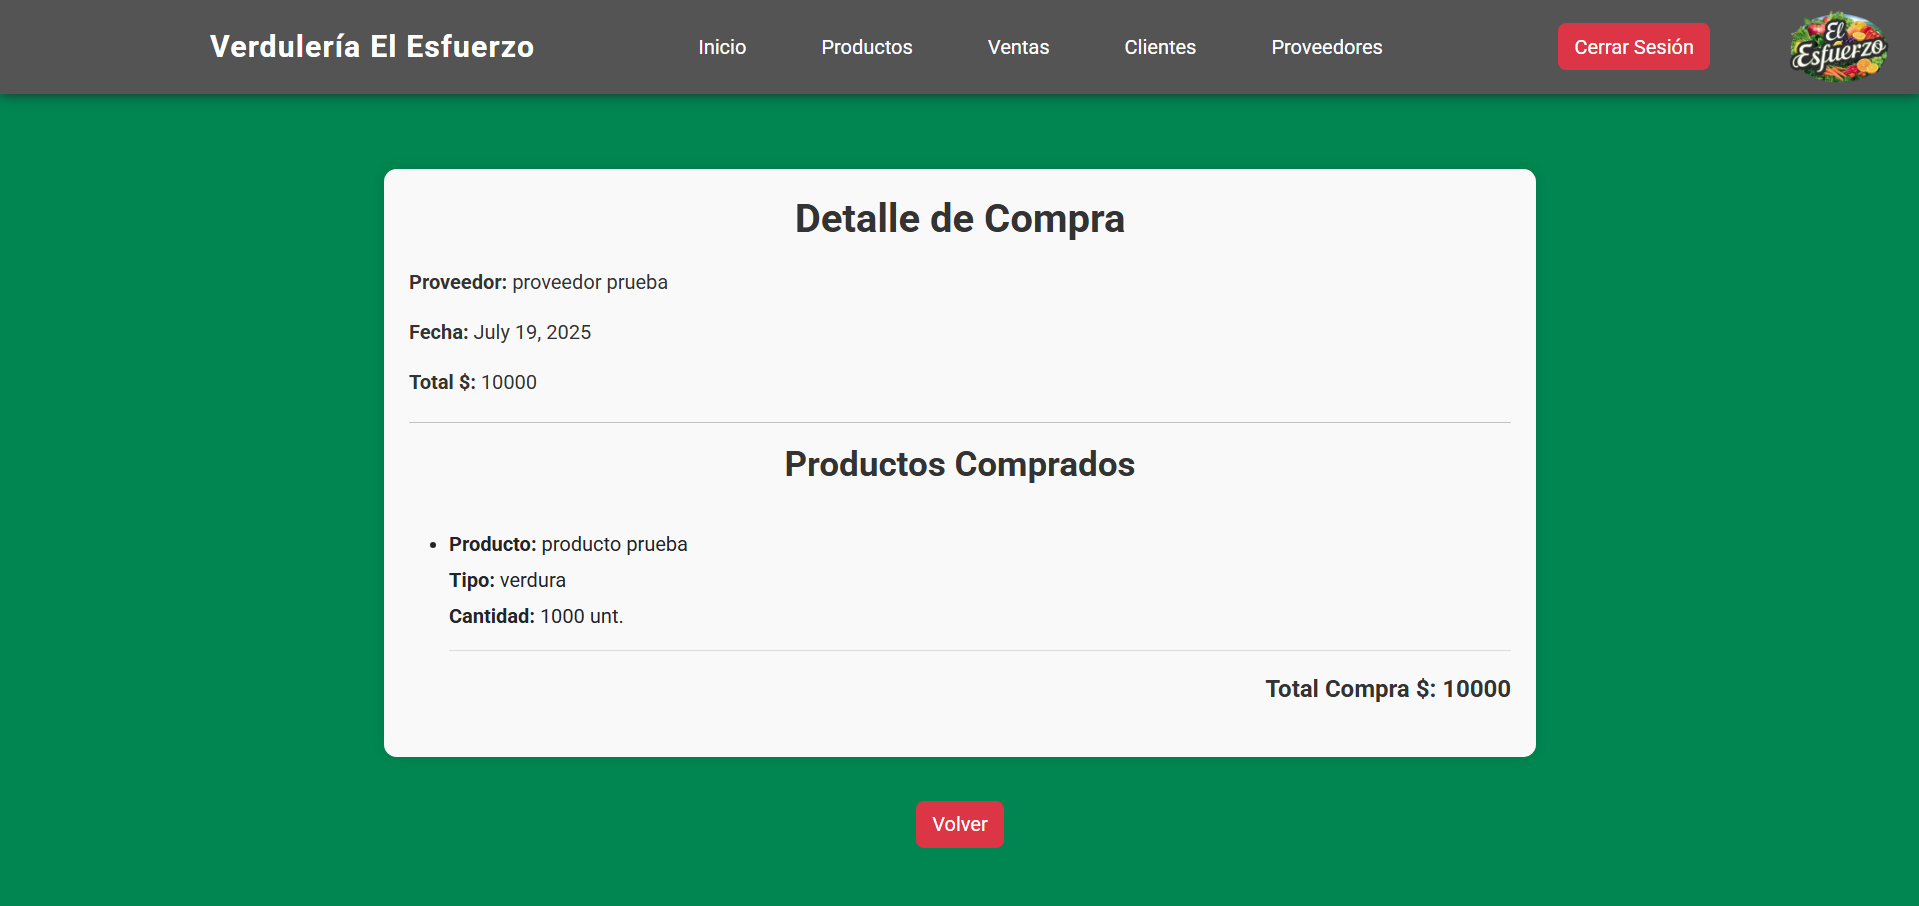 Verdulería El Esfuerzo
Inicio
Productos
Ventas
Clientes
Proveedores
Cerrar Sesión
El
Esfuerzo
Detalle de Compra
Proveedor: proveedor prueba
Fecha: July 19, 2025
Total $: 10000
Productos Comprados
Producto: producto prueba
Tipo: verdura
Cantidad: 1000 unt.
Total Compra $: 10000
Volver